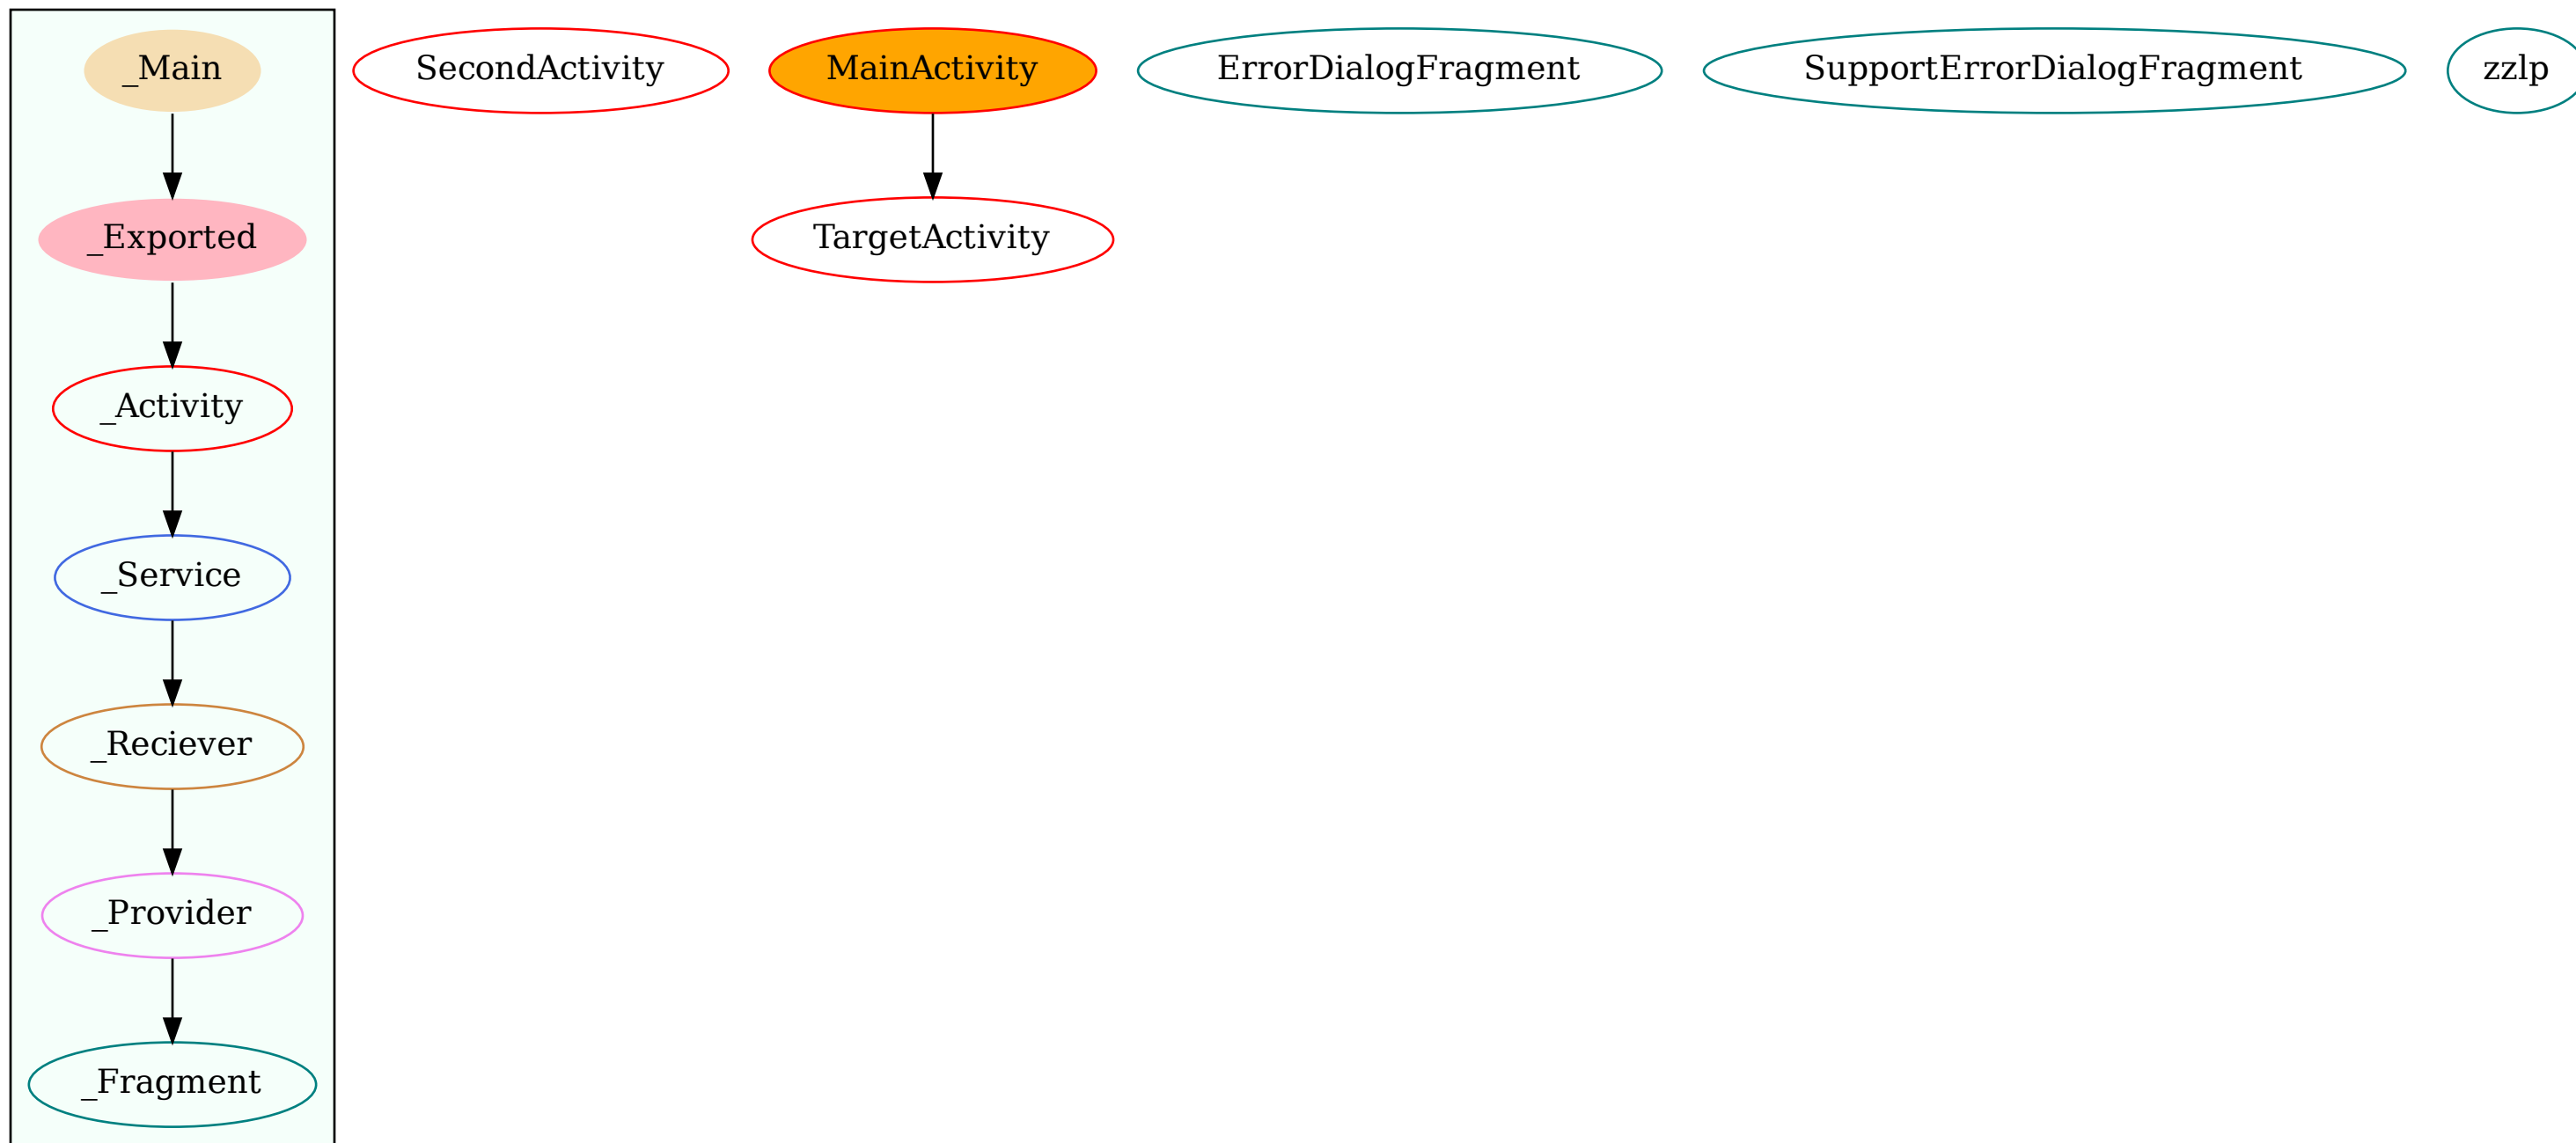 _Main
_Exported
_Activity
_Service
_Reciever
_Provider
_Fragment
SecondActivity
MainActivity
TargetActivity
ErrorDialogFragment
SupportErrorDialogFragment
zzlp